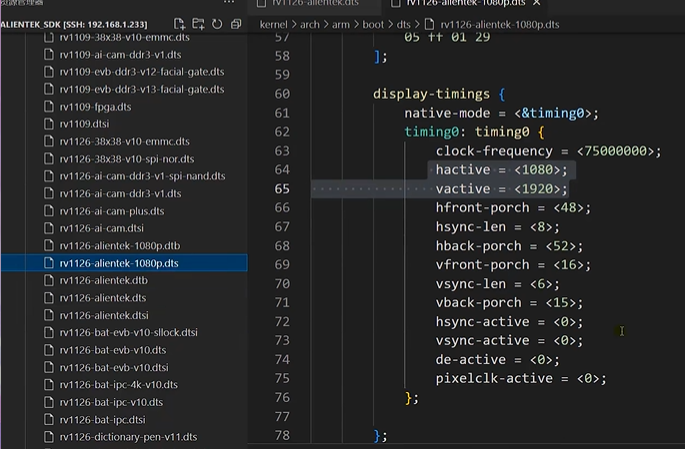 资源管理器
ALIENTEK_SDK [SSH: 192.168.1.233]
rv1109-38x38-v10-emmc.dts
rv1109-ai-cam-ddr3-v1.dts
rv1109-evb-ddr3-v12-facial-gate.dts
rv1109-evb-ddr3-v13-facial-gate.dts
rv1109-fpga.dts
rv1109.dtsi
rv1126-38x38-v10-emmc.dts
rv1126-38x38-v10-spi-nor.dts
rv1126-ai-cam-ddr3-v1-spi-nand.dts
rv1126-ai-cam-ddr3-v1.dts
rv1126-ai-cam-plus.dts
rv1126-ai-cam.dtsi
rv1126-alientek-1080p.dtb
rv1126-alientek-1080p.dts
rv1126-alientek.dtb
rv1126-alientek.dts
rv1126-alientek.dtsi
rv1126-bat-evb-v10-sllock.dtsi
rv1126-bat-evb-v10.dts
rv1126-bat-evb-v10.dtsi
rv1126-bat-ipc-4k-v10.dts
rv1126-bat-ipc-v10.dts
rv1126-bat-ipc.dtsi
rv1126-dictionary-pen-v11.dts
rv1126-alientek.dts
rv1126-alientek-1080p.dts
kernel > arch > arm > boot > dts > rv1126-alientek-1080p.dts
57 05 ff 01 29
58 ];
59
60 display-timings {
61 native-mode = <&timing0>;
62 timing0: timing0 {
63 clock-frequency = <75000000>;
64 hactive = <1080>;
65 vactive = <1920>;
66 hfront-porch = <48>;
67 hsync-len = <8>;
68 hback-porch = <52>;
69 vfront-porch = <16>;
70 vsync-len = <6>;
71 vback-porch = <15>;
72 hsync-active = <0>;
73 vsync-active = <0>;
74 de-active = <0>;
75 pixelclk-active = <0>;
76 };
77
78 };